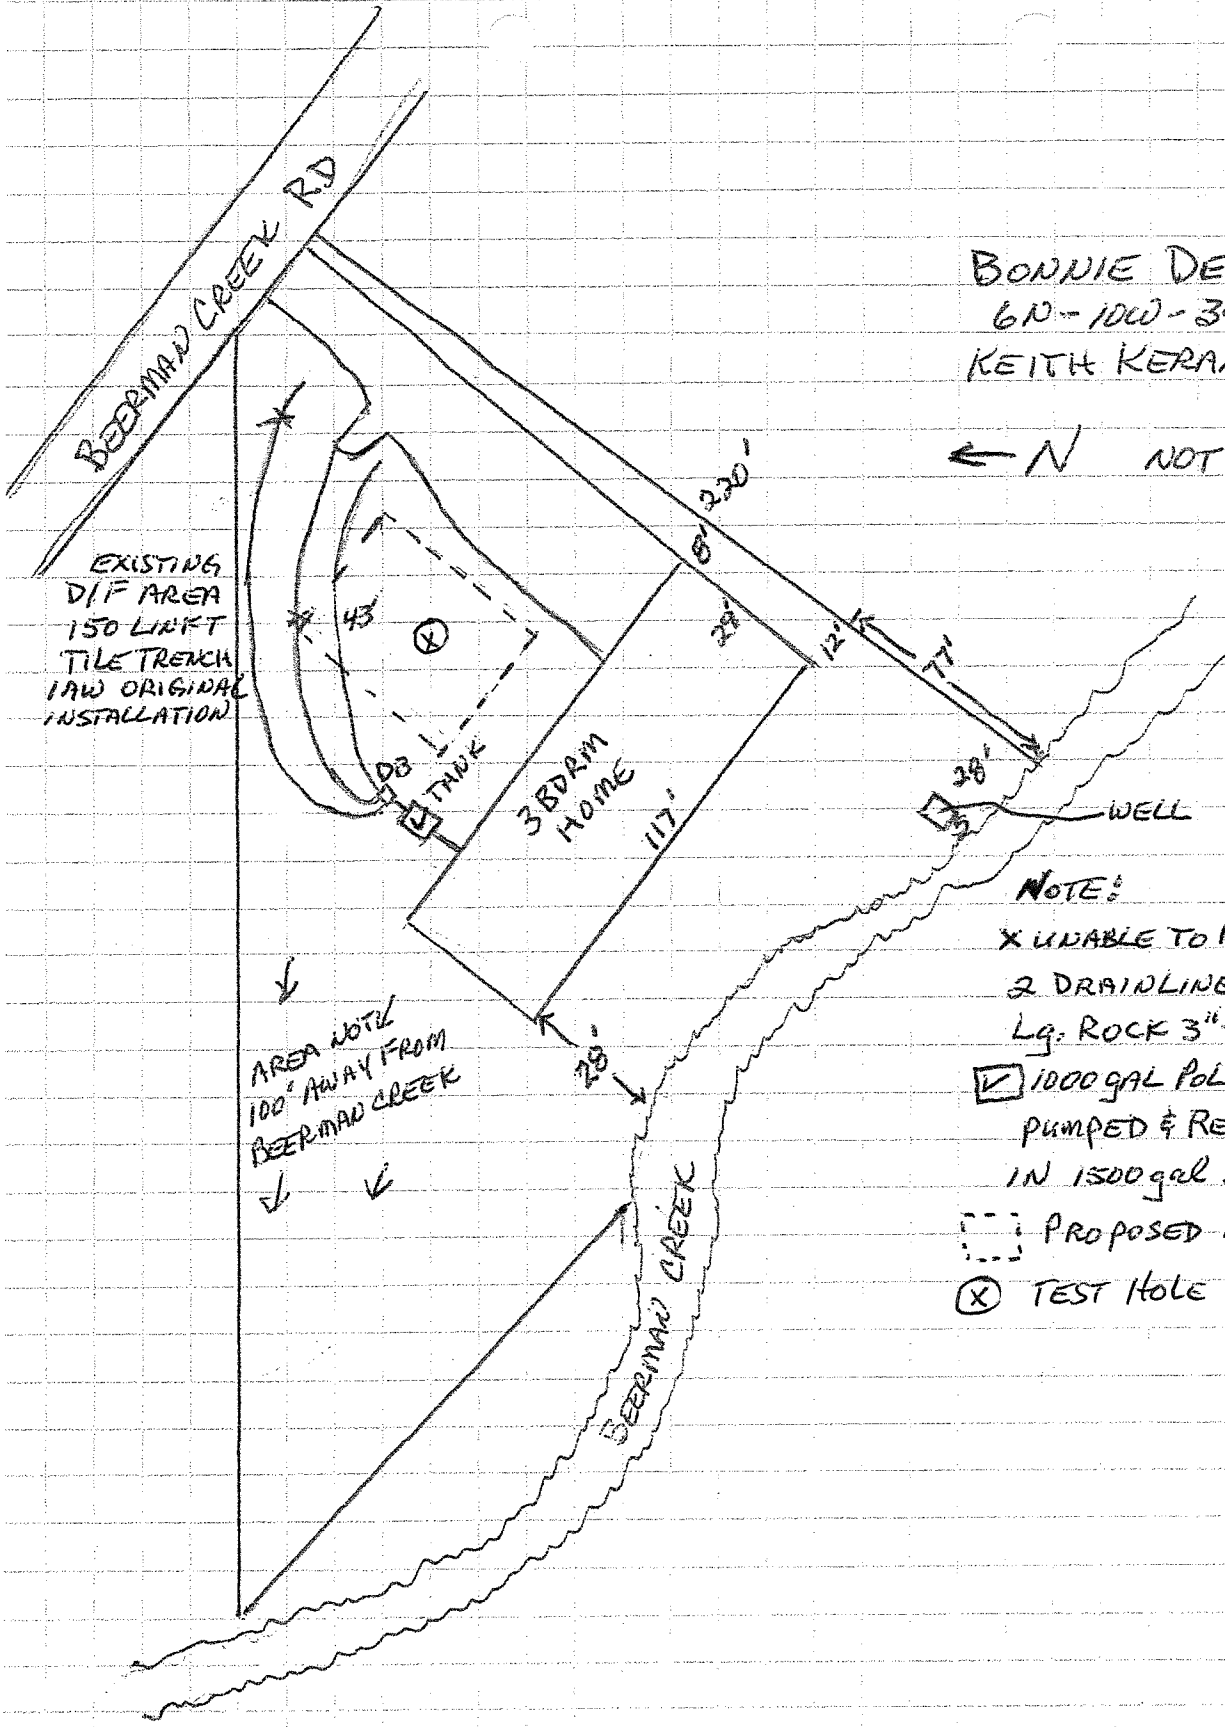 BEERMAN CREEK RD
BONNIE DE
6N-10W-3
KEITH KERA
← N NOT
220'
8'
29'
12'
77'
28'
WELL
EXISTING
D/F AREA
150 LIN FT
TILE TRENCH
IAW ORIGINAL
INSTALLATION
43'
X
DB
TANK
3 BDRM
HOME
117'
28'
AREA NOT
100' AWAY FROM
BEERMAN CREEK
BEERMAN CREEK
NOTE:
X UNABLE TO
2 DRAINLINE
Lg. ROCK 3"
1000 gAL POL
PUMPED & RE
IN 1500 gal
PROPOSED
X TEST HOLE